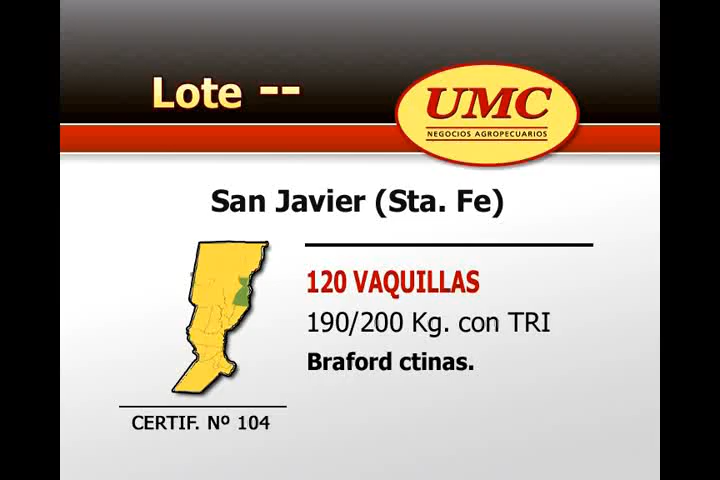 Lote --
UMC
NEGOCIOS AGROPECUARIOS
San Javier (Sta. Fe)
120 VAQUILLAS
190/200 Kg. con TRI
Braford ctinas.
CERTIF. Nº 104